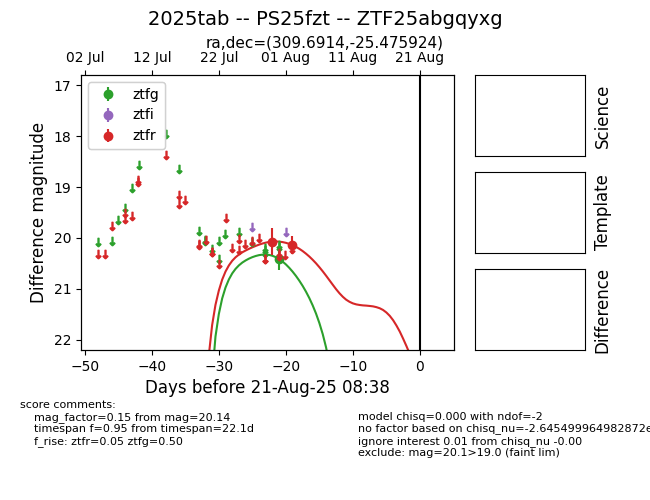 2025tab -- PS25fzt -- ZTF25abgqyxg
ra,dec=(309.6914,-25.475924)
02 Jul 12 Jul 22 Jul 01 Aug 11 Aug 21 Aug
ztfg
ztfi
ztfr
17
18
19
20
21
22
Difference magnitude
−50 −40 −30 −20 −10 0
Days before 21-Aug-25 08:38
Science
Template
Difference
score comments:
mag_factor=0.15 from mag=20.14
timespan f=0.95 from timespan=22.1d
f_rise: ztfr=0.05 ztfg=0.50
model chisq=0.000 with ndof=-2
no factor based on chisq_nu=-2.645499964982872e
ignore interest 0.01 from chisq_nu -0.00
exclude: mag=20.1>19.0 (faint lim)